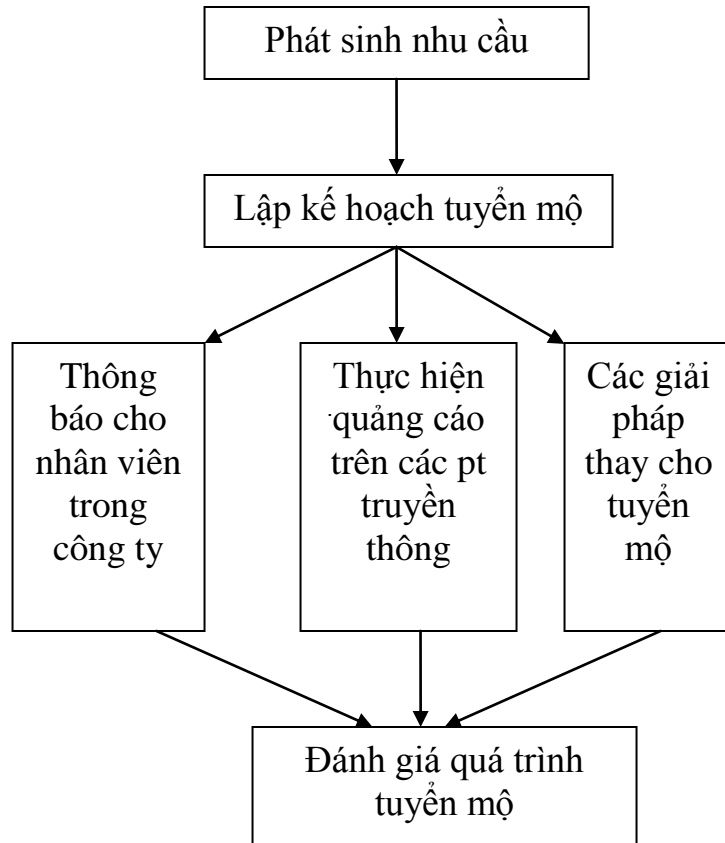 Phát sinh nhu cầu
Lập kế hoạch tuyển mộ
Thông
báo cho
nhân viên
trong
công ty
Thực hiện
quảng cáo
trên các pt
truyền
thông
Các giải
pháp
thay cho
tuyển
mộ
Đánh giá quá trình
tuyển mộ